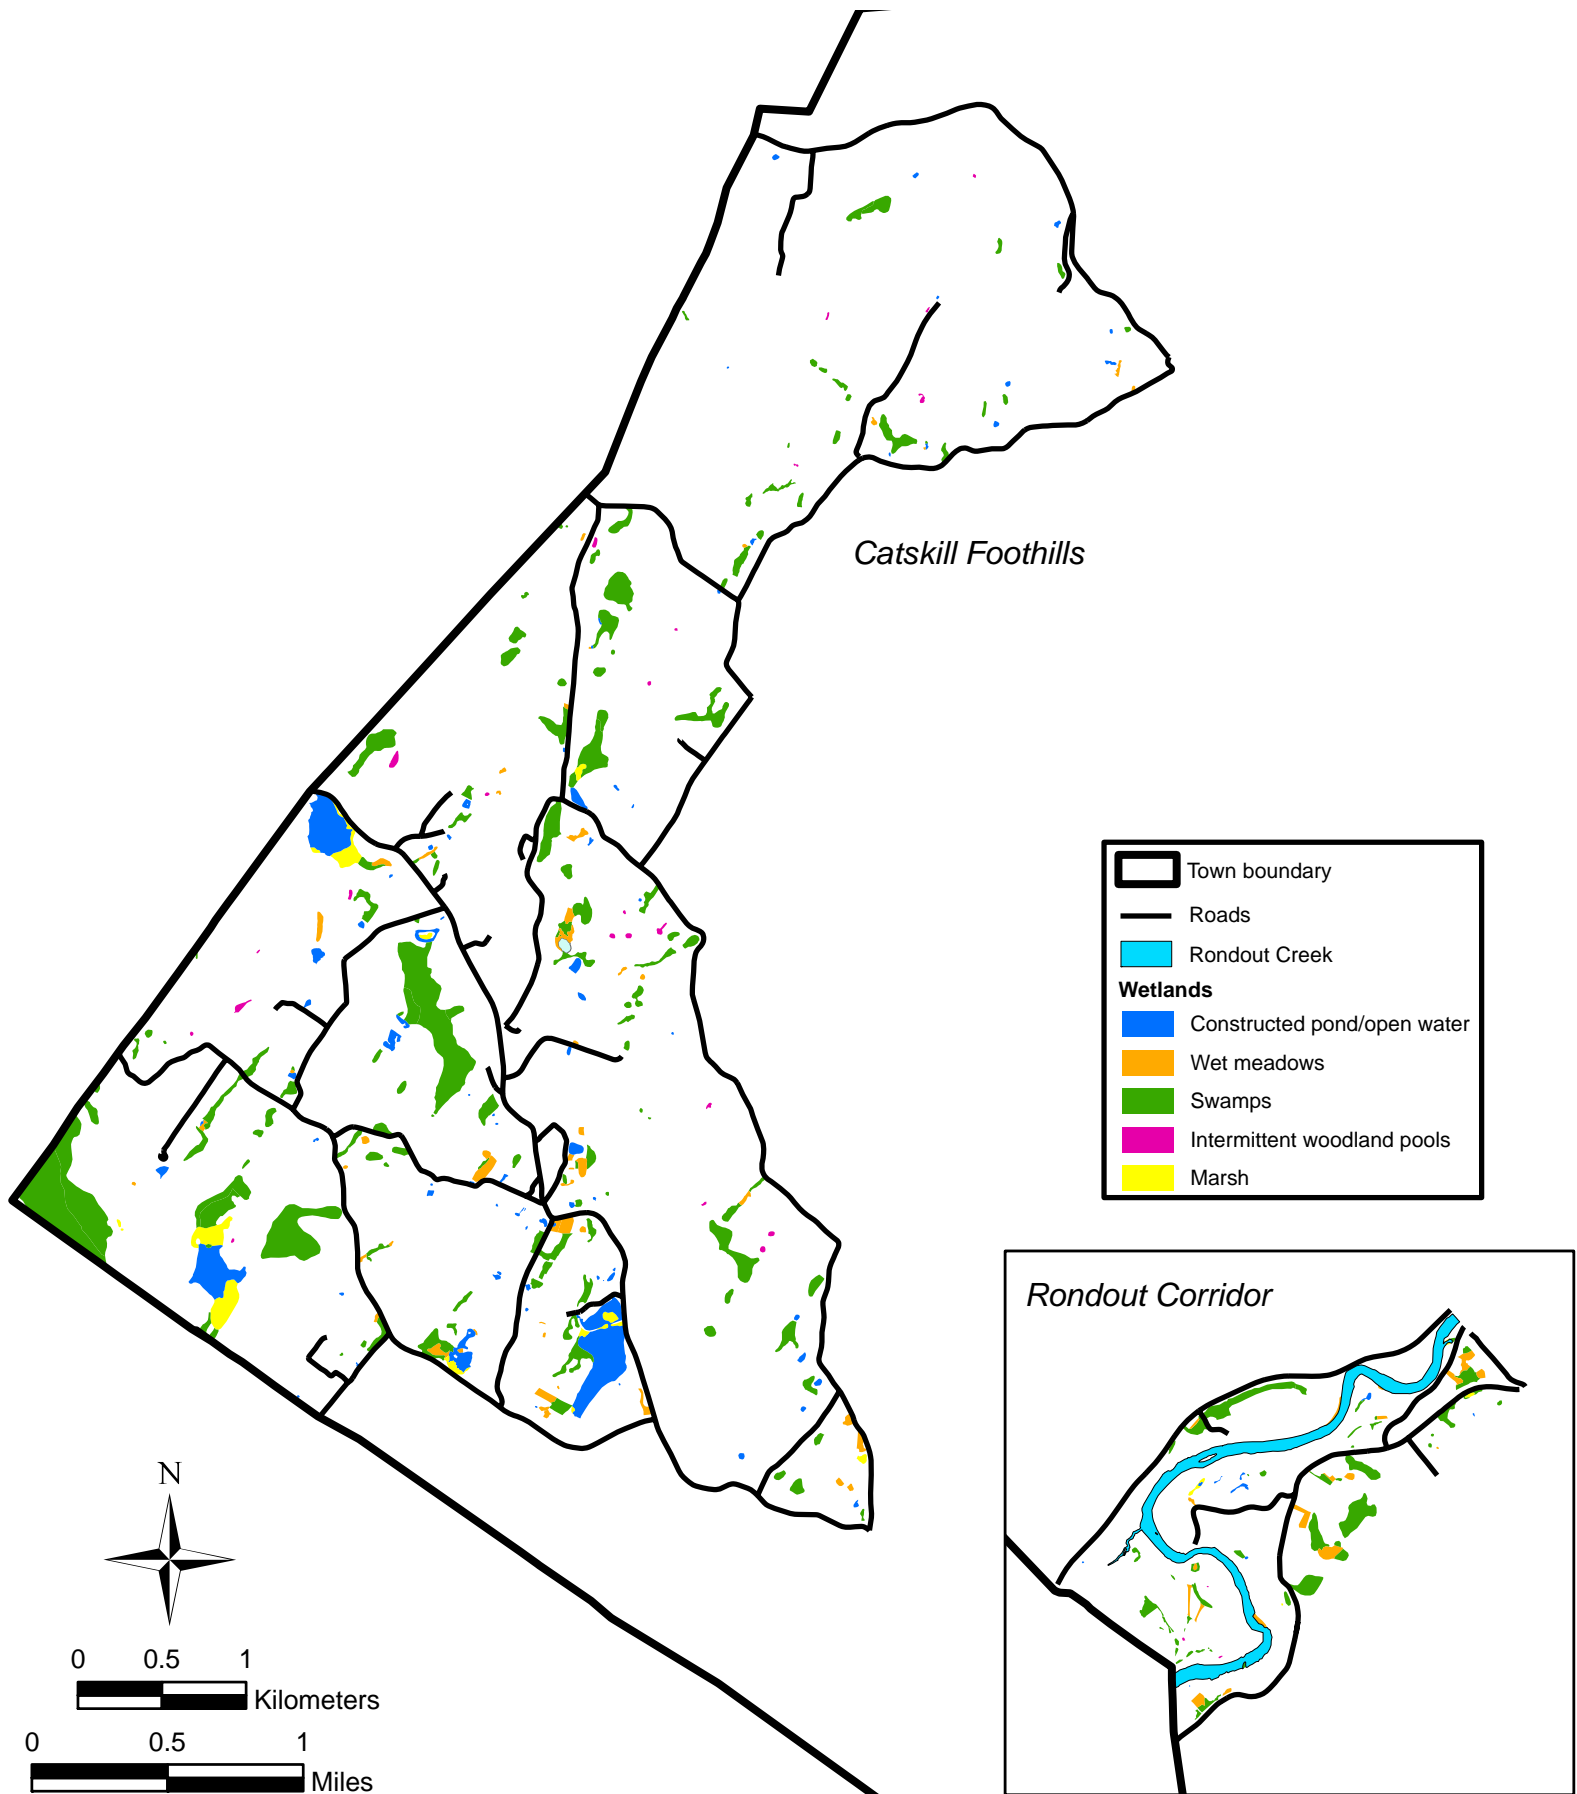 Catskill Foothills
Town boundary
Roads
Rondout Creek
Wetlands
Constructed pond/open water
Wet meadows
Swamps
Intermittent woodland pools
Marsh
Rondout Corridor
N
0 0.5 1
Kilometers
0 0.5 1
Miles